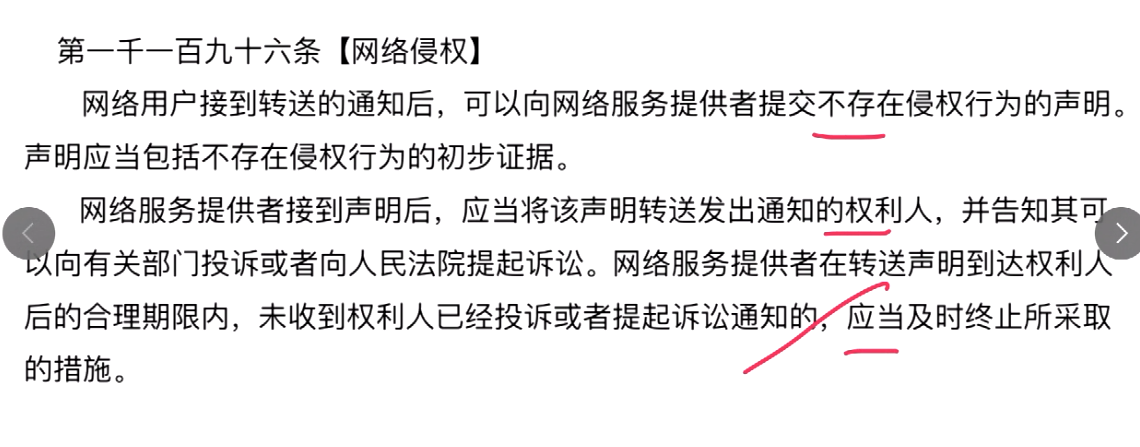 第一千一百九十六条【网络侵权】
网络用户接到转送的通知后，可以向网络服务提供者提交不存在侵权行为的声明。
声明应当包括不存在侵权行为的初步证据。
网络服务提供者接到声明后，应当将该声明转送发出通知的权利人，并告知其可
以向有关部门投诉或者向人民法院提起诉讼。网络服务提供者在转送声明到达权利人
后的合理期限内，未收到权利人已经投诉或者提起诉讼通知的，应当及时终止所采取
的措施。